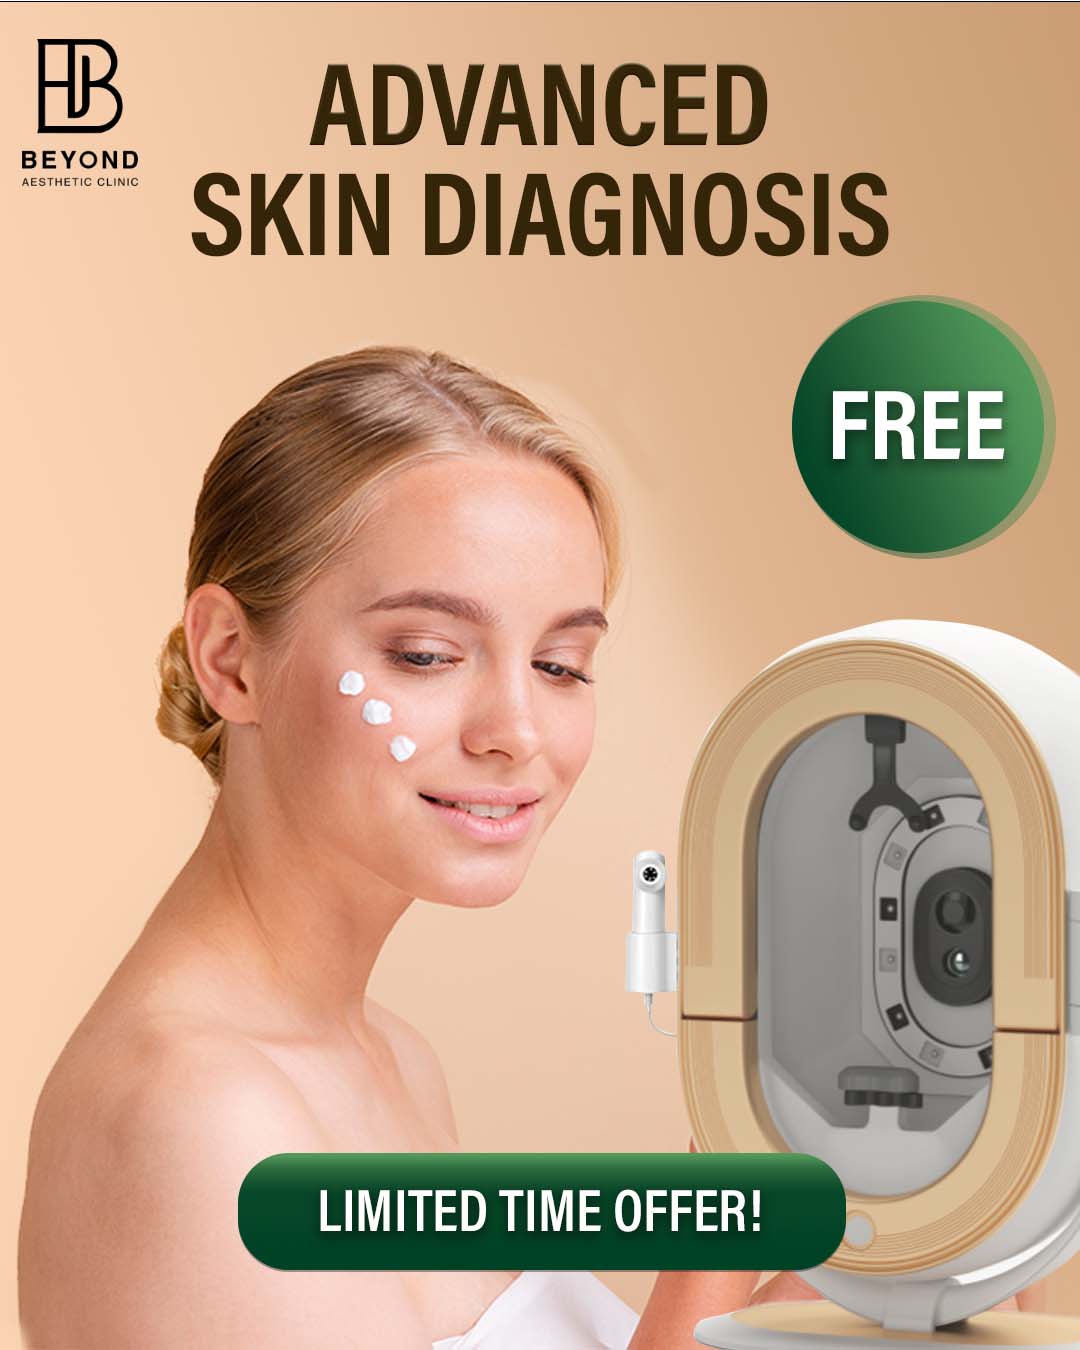 BEYOND
AESTHETIC CLINIC
ADVANCED
SKIN DIAGNOSIS
FREE
LIMITED TIME OFFER!